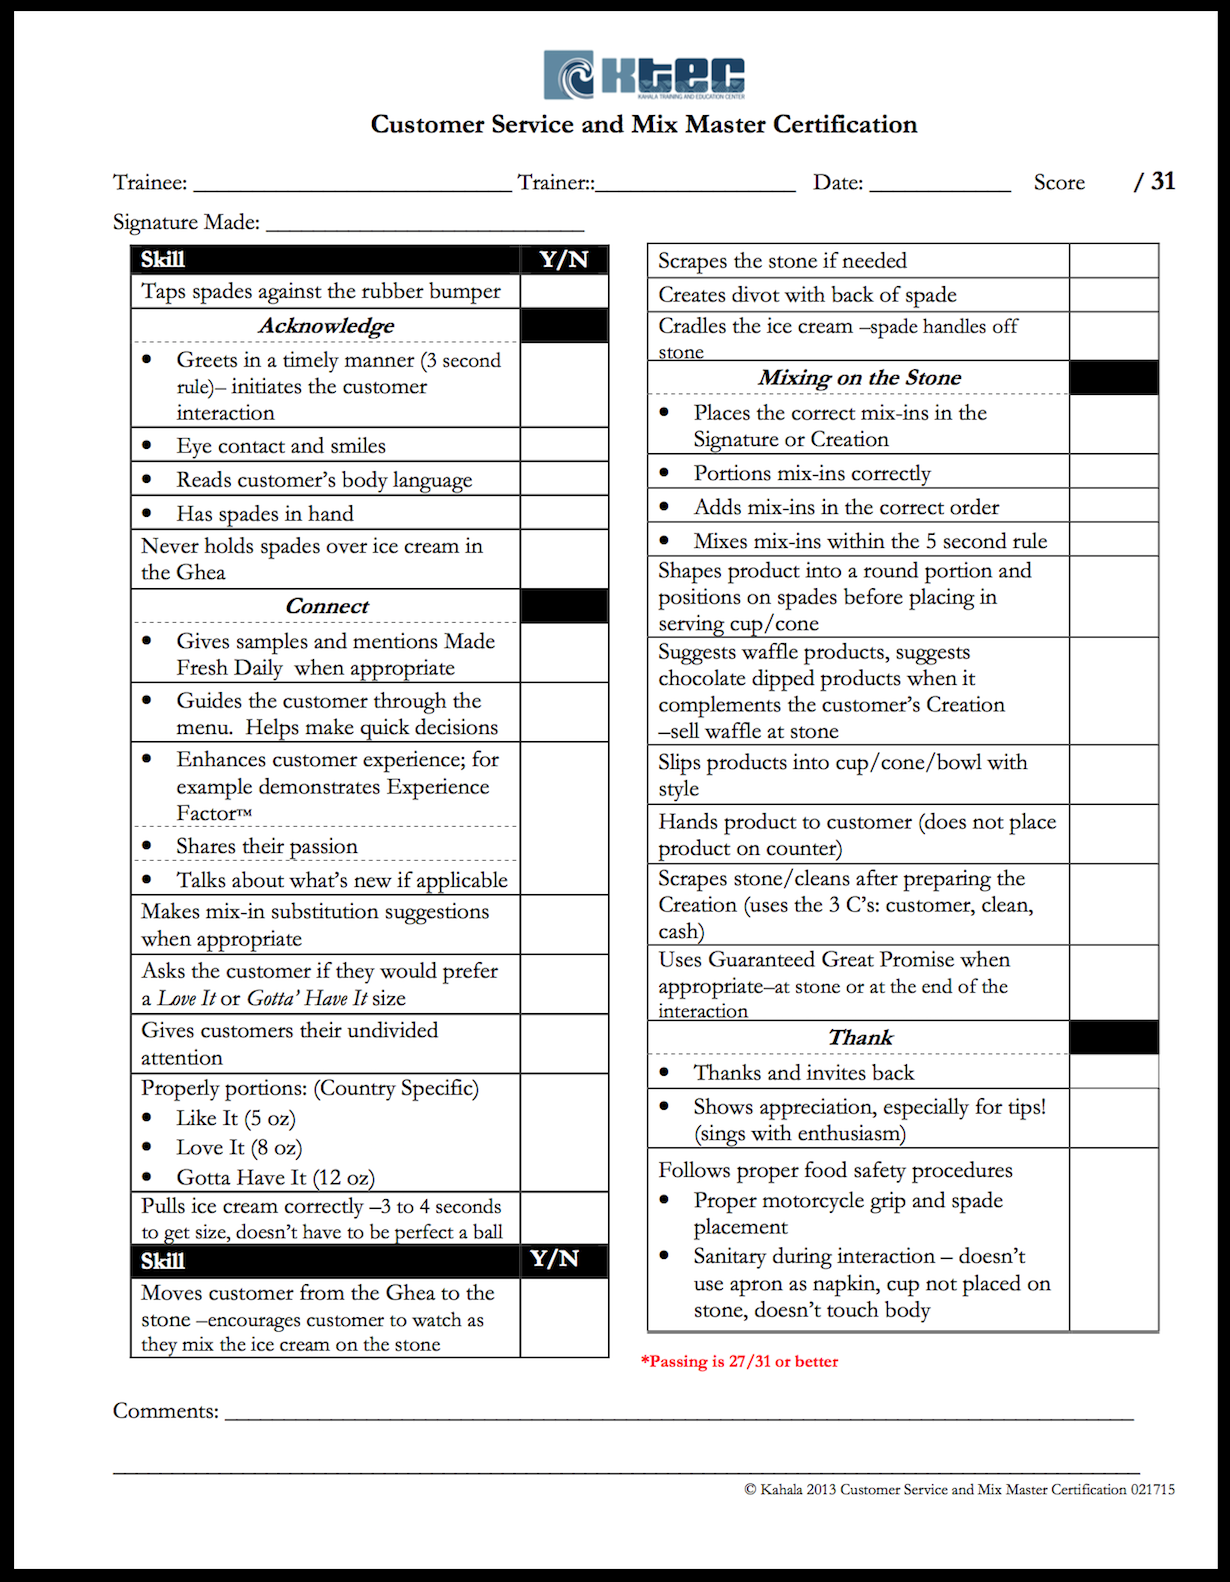 KTEC
KAHALA TRAINING AND EDUCATION CENTER
Customer Service and Mix Master Certification
Trainee: ___________________________ Trainer::_________________ Date: ____________ Score / 31
Signature Made: ___________________________
Skill Y/N
Taps spades against the rubber bumper
Acknowledge
• Greets in a timely manner (3 second
rule)– initiates the customer
interaction
• Eye contact and smiles
• Reads customer’s body language
• Has spades in hand
Never holds spades over ice cream in
the Ghea
Connect
• Gives samples and mentions Made
Fresh Daily when appropriate
• Guides the customer through the
menu. Helps make quick decisions
• Enhances customer experience; for
example demonstrates Experience
Factor™
• Shares their passion
• Talks about what’s new if applicable
Makes mix-in substitution suggestions
when appropriate
Asks the customer if they would prefer
a Love It or Gotta’ Have It size
Gives customers their undivided
attention
Properly portions: (Country Specific)
• Like It (5 oz)
• Love It (8 oz)
• Gotta Have It (12 oz)
Pulls ice cream correctly –3 to 4 seconds
to get size, doesn’t have to be perfect a ball
Skill Y/N
Moves customer from the Ghea to the
stone –encourages customer to watch as
they mix the ice cream on the stone
Scrapes the stone if needed
Creates divot with back of spade
Cradles the ice cream –spade handles off
stone
Mixing on the Stone
• Places the correct mix-ins in the
Signature or Creation
• Portions mix-ins correctly
• Adds mix-ins in the correct order
• Mixes mix-ins within the 5 second rule
Shapes product into a round portion and
positions on spades before placing in
serving cup/cone
Suggests waffle products, suggests
chocolate dipped products when it
complements the customer’s Creation
–sell waffle at stone
Slips products into cup/cone/bowl with
style
Hands product to customer (does not place
product on counter)
Scrapes stone/cleans after preparing the
Creation (uses the 3 C’s: customer, clean,
cash)
Uses Guaranteed Great Promise when
appropriate–at stone or at the end of the
interaction
Thank
• Thanks and invites back
• Shows appreciation, especially for tips!
(sings with enthusiasm)
Follows proper food safety procedures
• Proper motorcycle grip and spade
placement
• Sanitary during interaction – doesn’t
use apron as napkin, cup not placed on
stone, doesn’t touch body
*Passing is 27/31 or better
Comments: ______________________________
© Kahala 2013 Customer Service and Mix Master Certification 021715